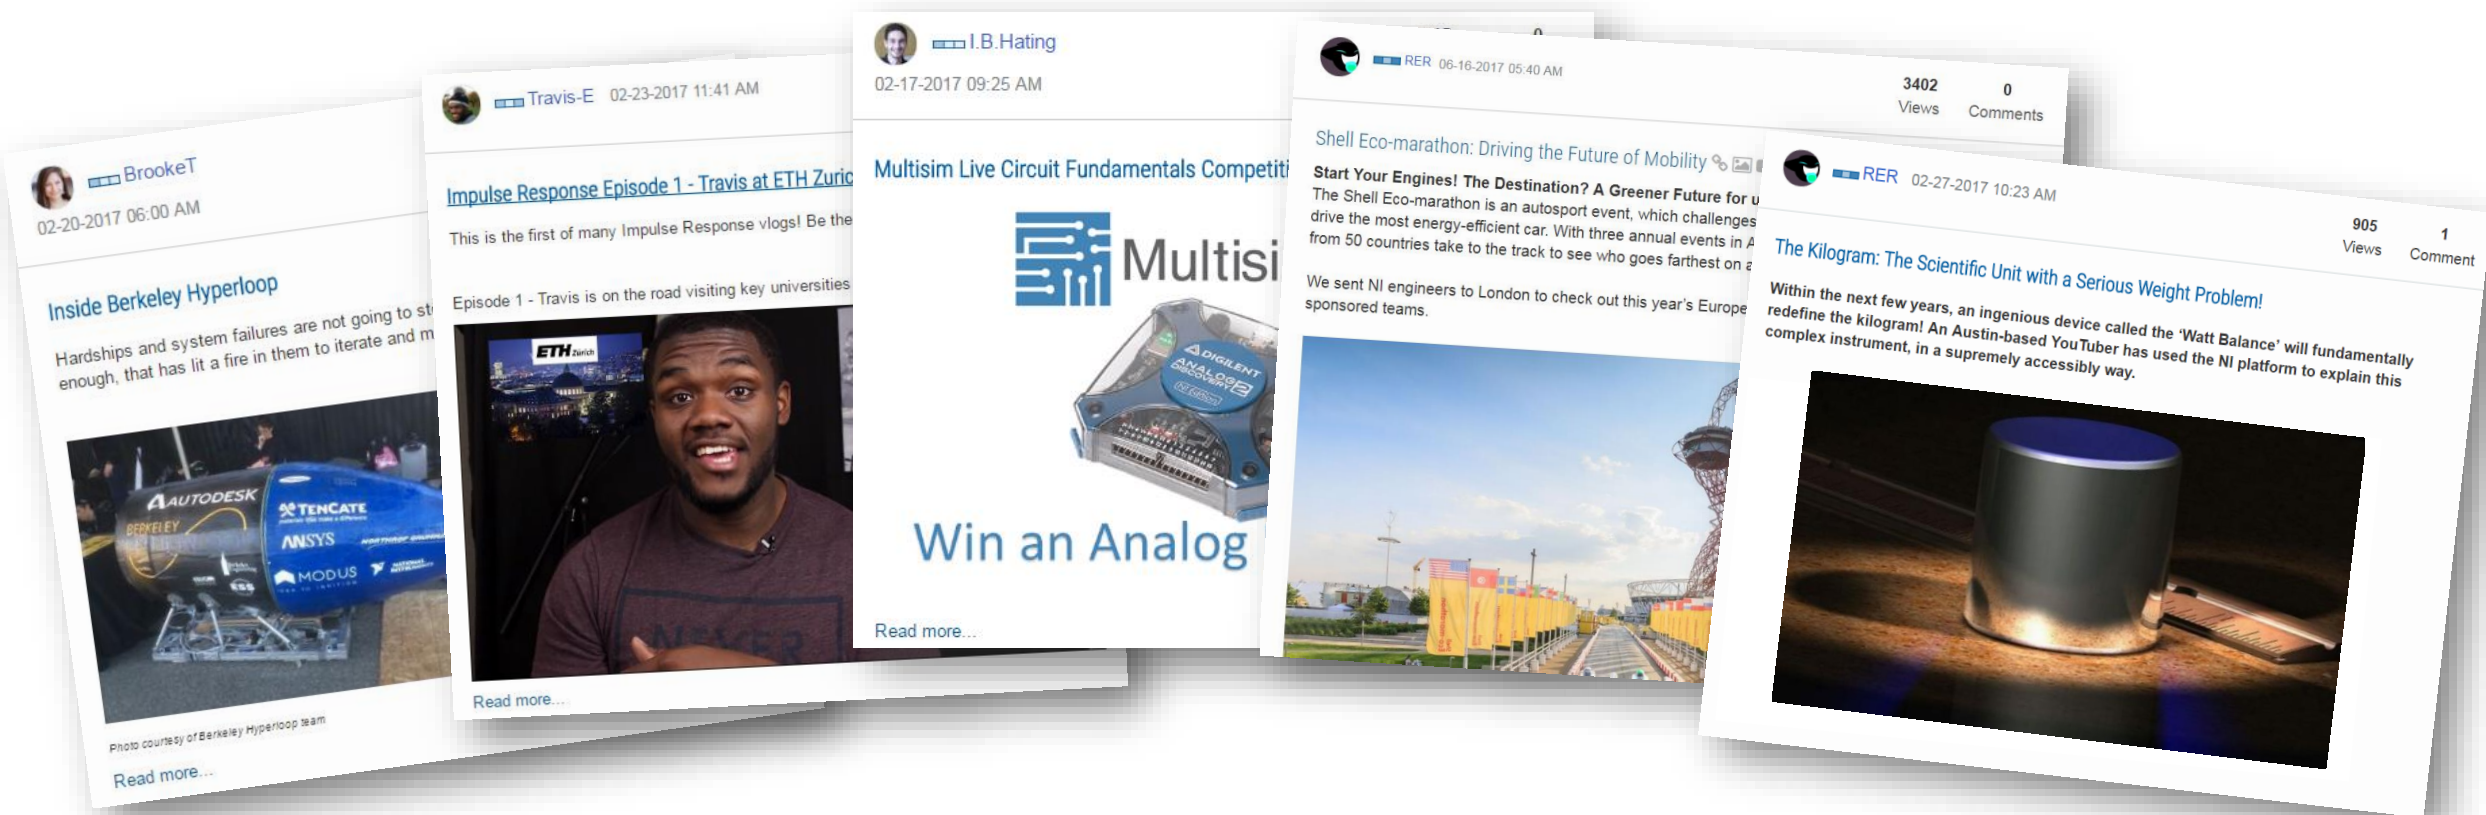 BrookeT
02-20-2017 06:00 AM
Inside Berkeley Hyperloop
Hardships and system failures are not going to st
enough, that has lit a fire in them to iterate and m
AUTODESK
BERKELEY
TENCATE
ANSYS
MODUS
NATIONAL
INSTRUMENTS
ESS
Photo courtesy of Berkeley Hyperloop team
Read more...
Travis-E 02-23-2017 11:41 AM
Impulse Response Episode 1 - Travis at ETH Zuric
This is the first of many Impulse Response vlogs! Be the
Episode 1 - Travis is on the road visiting key universities
ETH Zürich
NEVER
Read more...
I.B.Hating
02-17-2017 09:25 AM
Multisim Live Circuit Fundamentals Competiti
Multisi
DIGILENT
ANALOG
DISCOVERY 2
NI Edition
Win an Analog
Read more...
0
RER 06-16-2017 05:40 AM
3402 0
Views Comments
Shell Eco-marathon: Driving the Future of Mobility
Start Your Engines! The Destination? A Greener Future for u
The Shell Eco-marathon is an autosport event, which challenges
drive the most energy-efficient car. With three annual events in A
from 50 countries take to the track to see who goes farthest on a
We sent NI engineers to London to check out this year's Europe
sponsored teams.
RER 02-27-2017 10:23 AM
905 1
Views Comment
The Kilogram: The Scientific Unit with a Serious Weight Problem!
Within the next few years, an ingenious device called the 'Watt Balance' will fundamentally
redefine the kilogram! An Austin-based YouTuber has used the NI platform to explain this
complex instrument, in a supremely accessibly way.